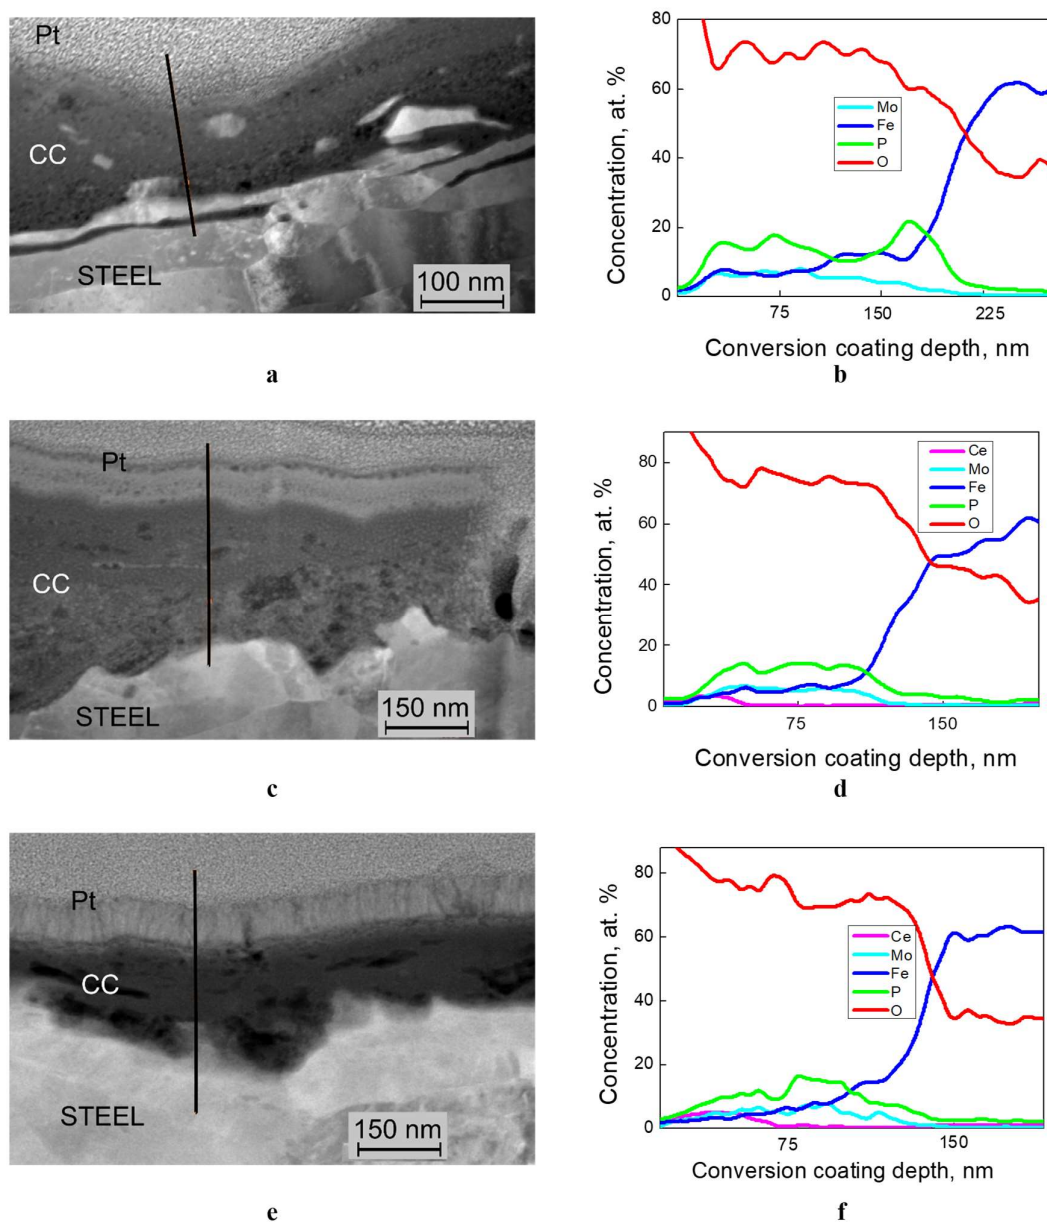 Pt
CC
STEEL
100 nm
a
Concentration, at. %
80
60
40
20
0
75
150
225
Mo
Fe
P
O
Conversion coating depth, nm
b
Pt
CC
STEEL
150 nm
c
Concentration, at. %
80
60
40
20
0
75
150
Ce
Mo
Fe
P
O
Conversion coating depth, nm
d
Pt
CC
STEEL
150 nm
e
Concentration, at. %
80
60
40
20
0
75
150
Ce
Mo
Fe
P
O
Conversion coating depth, nm
f